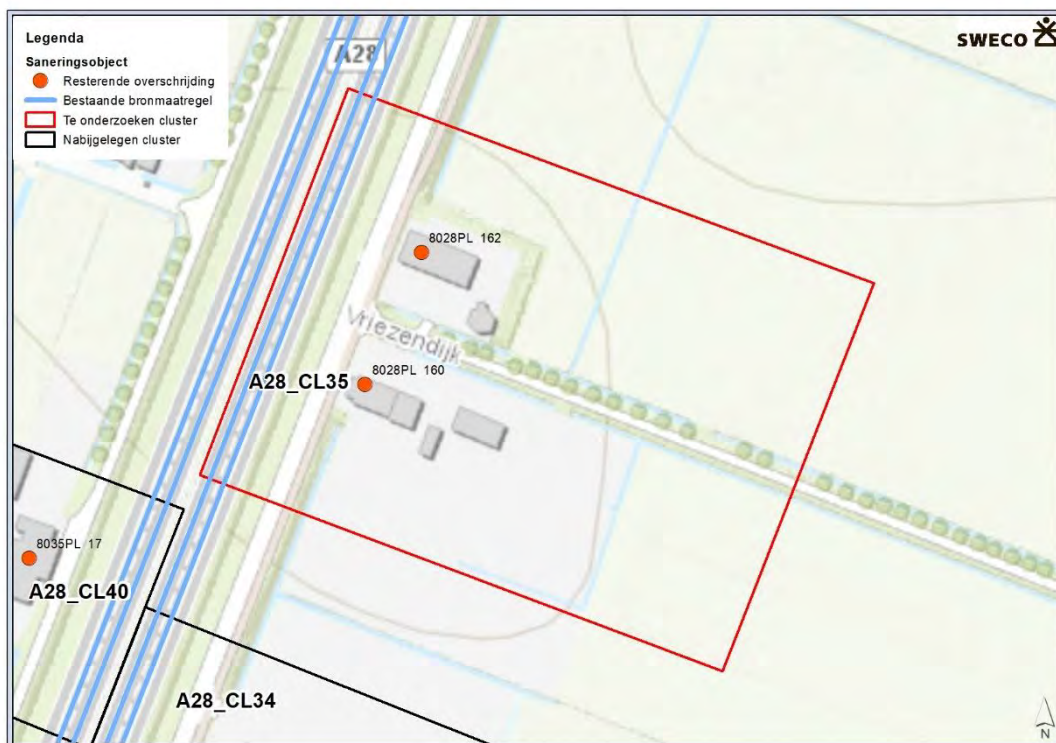 Legenda
Saneringsobject
Resterende overschrijding
Bestaande bronmaatregel
Te onderzoeken cluster
Nabijgelegen cluster
A28
SWECO
8028PL 162
Vriezendijk
8028PL 160
A28_CL35
8035PL 17
A28_CL40
A28_CL34
N